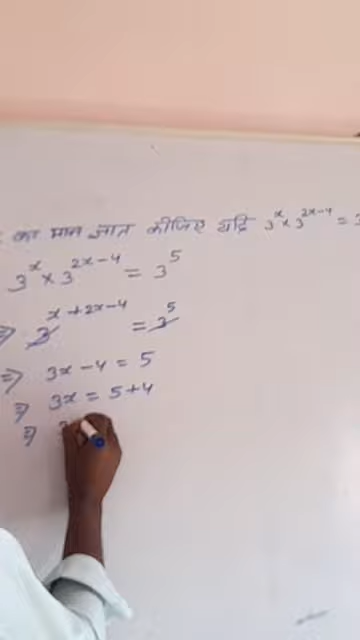 का मान ज्ञात कीजिए यदि 3^x × 3^{2x-4} = 3
3^x × 3^{2x-4} = 3^5
⇒ 3^{x+2x-4} = 3^5
⇒ 3x - 4 = 5
⇒ 3x = 5 + 4
⇒